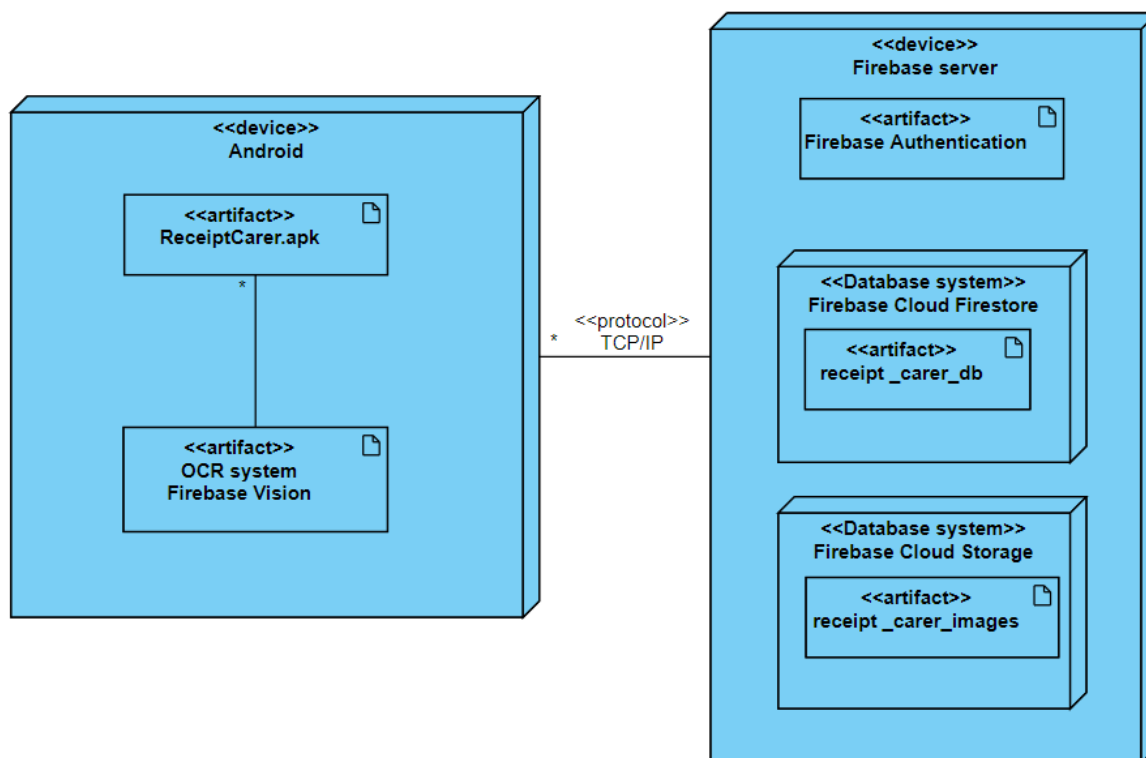 <<device>>
Android
<<artifact>>
ReceiptCarer.apk
*
<<artifact>>
OCR system
Firebase Vision
<<protocol>>
* TCP/IP
<<device>>
Firebase server
<<artifact>>
Firebase Authentication
<<Database system>>
Firebase Cloud Firestore
<<artifact>>
receipt _carer_db
<<Database system>>
Firebase Cloud Storage
<<artifact>>
receipt _carer_images